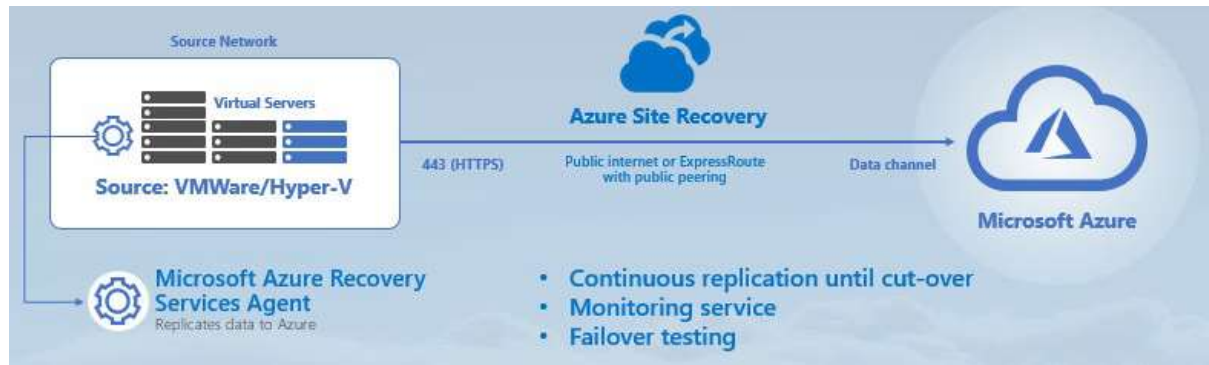 Source Network
Virtual Servers
Source: VMWare/Hyper-V
Azure Site Recovery
443 (HTTPS)
Public internet or ExpressRoute
with public peering
Data channel
Microsoft Azure
Microsoft Azure Recovery
Services Agent
Replicates data to Azure
• Continuous replication until cut-over
• Monitoring service
• Failover testing